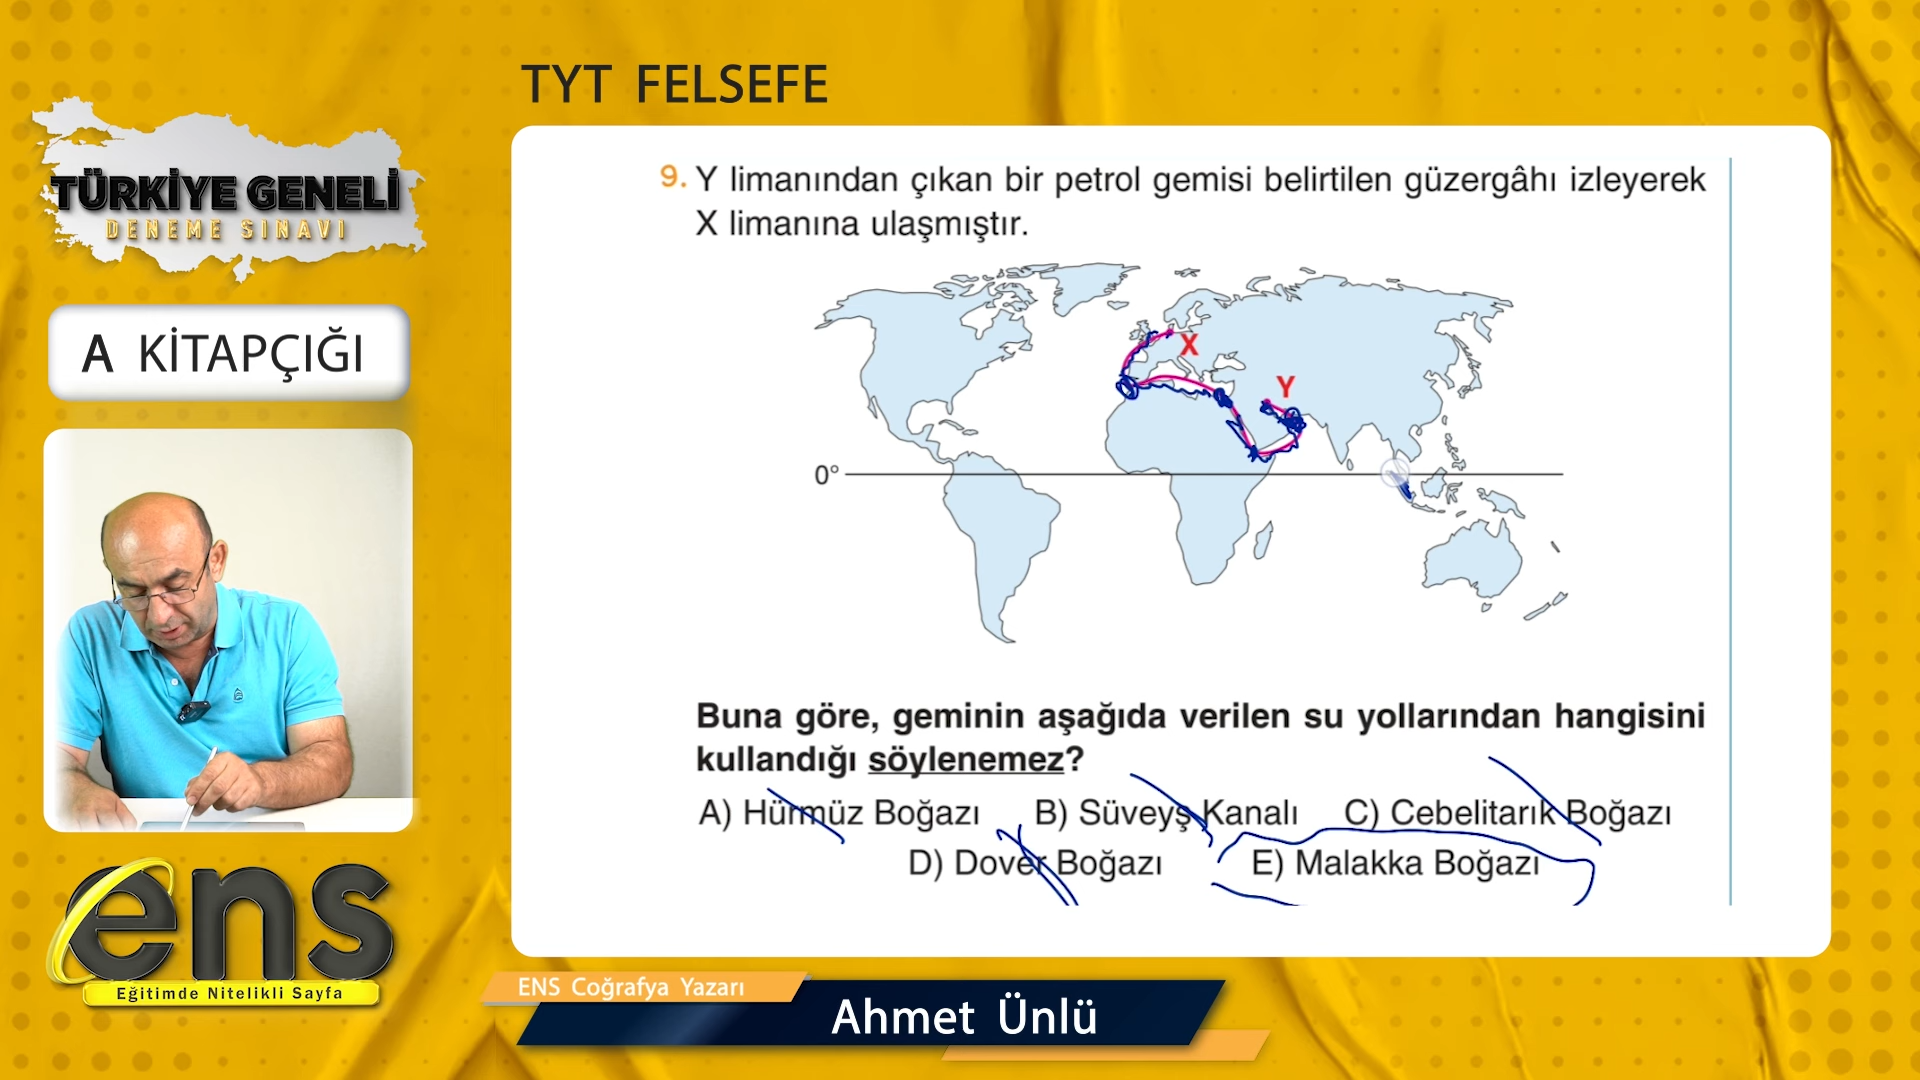 TYT FELSEFE
TÜRKİYE GENELİ
DENEME SINAVI
A KİTAPÇIĞI
9. Y limanından çıkan bir petrol gemisi belirtilen güzergâhı izleyerek
X limanına ulaşmıştır.
X
Y
0°
Buna göre, geminin aşağıda verilen su yollarından hangisini
kullandığı söylenemez?
A) Hürmüz Boğazı B) Süveyş Kanalı C) Cebelitarık Boğazı
D) Dover Boğazı E) Malakka Boğazı
ens
Eğitimde Nitelikli Sayfa
ENS Coğrafya Yazarı
Ahmet Ünlü